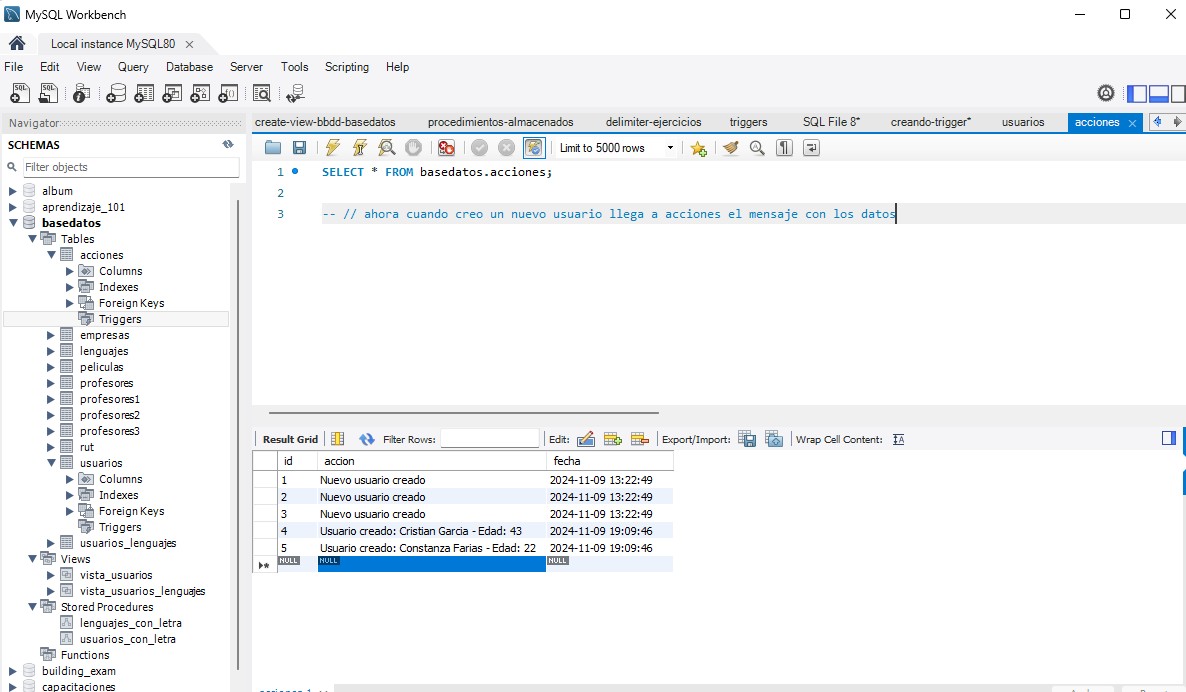 MySQL Workbench
Local instance MySQL80
File Edit View Query Database Server Tools Scripting Help
Navigator
SCHEMAS
Filter objects
album
aprendizaje_101
basedatos
Tables
acciones
Columns
Indexes
Foreign Keys
Triggers
empresas
lenguajes
peliculas
profesores
profesores1
profesores2
profesores3
rut
usuarios
Columns
Indexes
Foreign Keys
Triggers
usuarios_lenguajes
Views
vista_usuarios
vista_usuarios_lenguajes
Stored Procedures
lenguajes_con_letra
usuarios_con_letra
Functions
building_exam
capacitaciones
create-view-bbdd-basedatos procedimientos-almacenados delimiter-ejercicios triggers SQL File 8* creando-trigger* usuarios acciones
Limit to 5000 rows
1 SELECT * FROM basedatos.acciones;
2
3 -- // ahora cuando creo un nuevo usuario llega a acciones el mensaje con los datos
Result Grid Filter Rows: Edit: Export/Import: Wrap Cell Content:
id accion fecha
1 Nuevo usuario creado 2024-11-09 13:22:49
2 Nuevo usuario creado 2024-11-09 13:22:49
3 Nuevo usuario creado 2024-11-09 13:22:49
4 Usuario creado: Cristian Garcia - Edad: 43 2024-11-09 19:09:46
5 Usuario creado: Constanza Farias - Edad: 22 2024-11-09 19:09:46
NULL NULL NULL